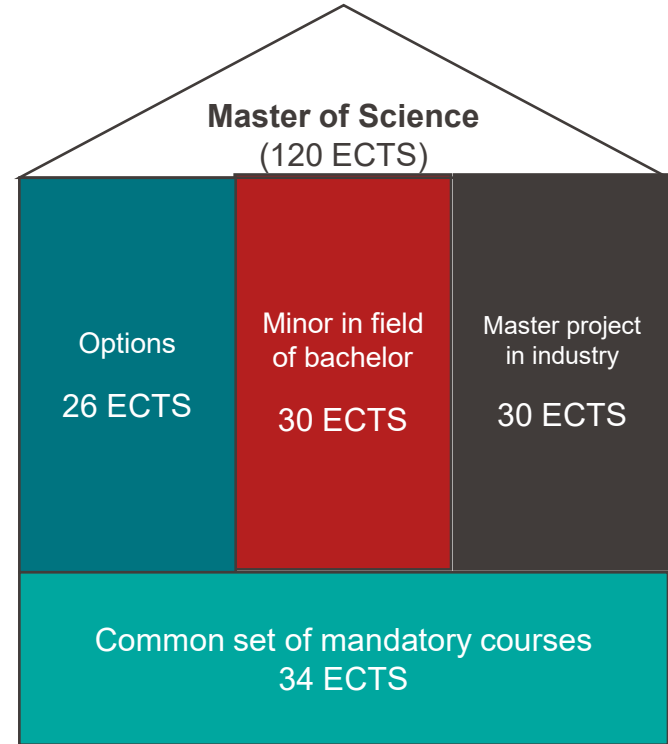 Master of Science
(120 ECTS)
Options
26 ECTS
Minor in field
of bachelor
30 ECTS
Master project
in industry
30 ECTS
Common set of mandatory courses
34 ECTS